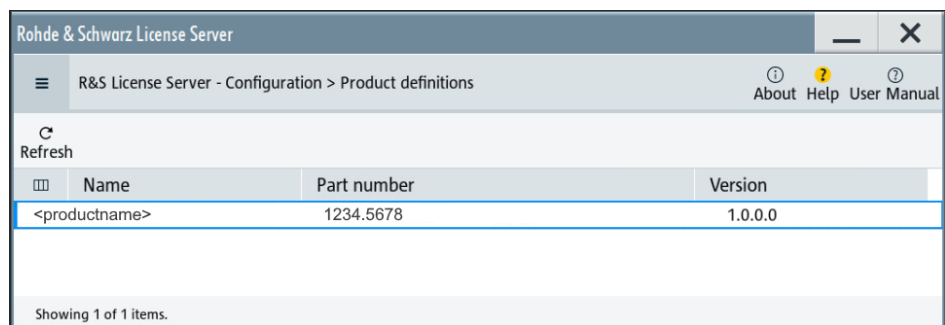 Rohde & Schwarz License Server
R&S License Server - Configuration > Product definitions
About Help User Manual
Refresh
Name Part number Version
<productname> 1234.5678 1.0.0.0
Showing 1 of 1 items.